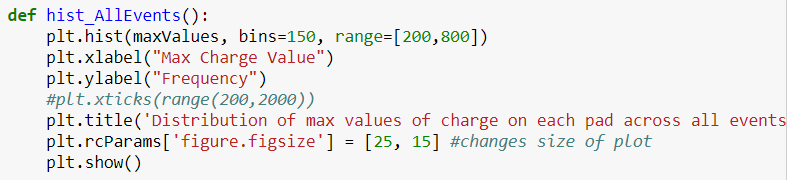 def hist_AllEvents():
    plt.hist(maxValues, bins=150, range=[200,800])
    plt.xlabel("Max Charge Value")
    plt.ylabel("Frequency")
    #plt.xticks(range(200,2000))
    plt.title('Distribution of max values of charge on each pad across all events
    plt.rcParams['figure.figsize'] = [25, 15] #changes size of plot
    plt.show()